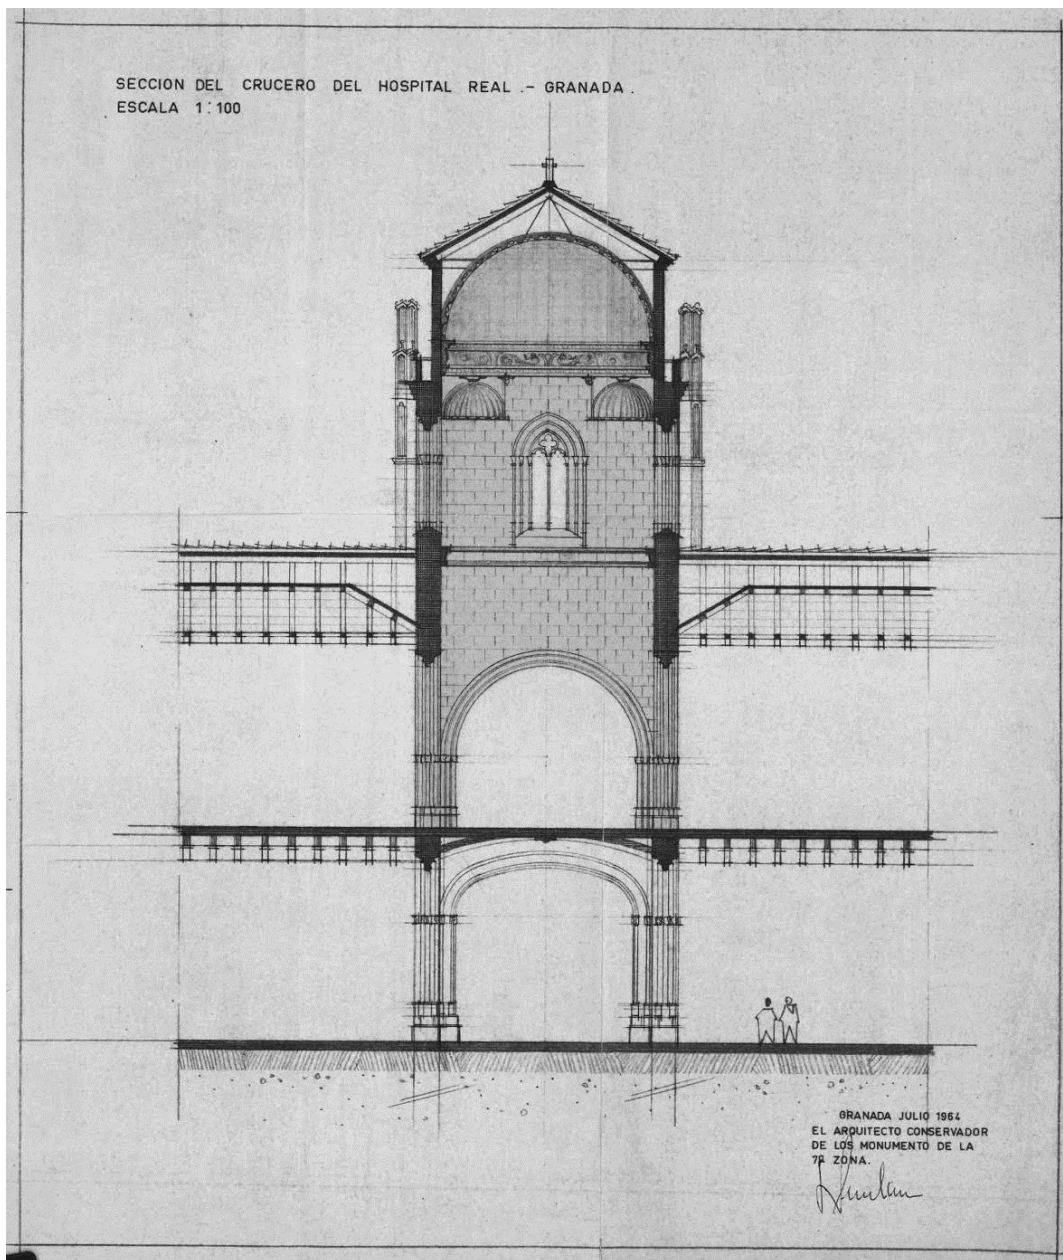 SECCION DEL CRUCERO DEL HOSPITAL REAL .- GRANADA .
ESCALA 1:100
GRANADA JULIO 1964
EL ARQUITECTO CONSERVADOR
DE LOS MONUMENTO DE LA
7ª ZONA.